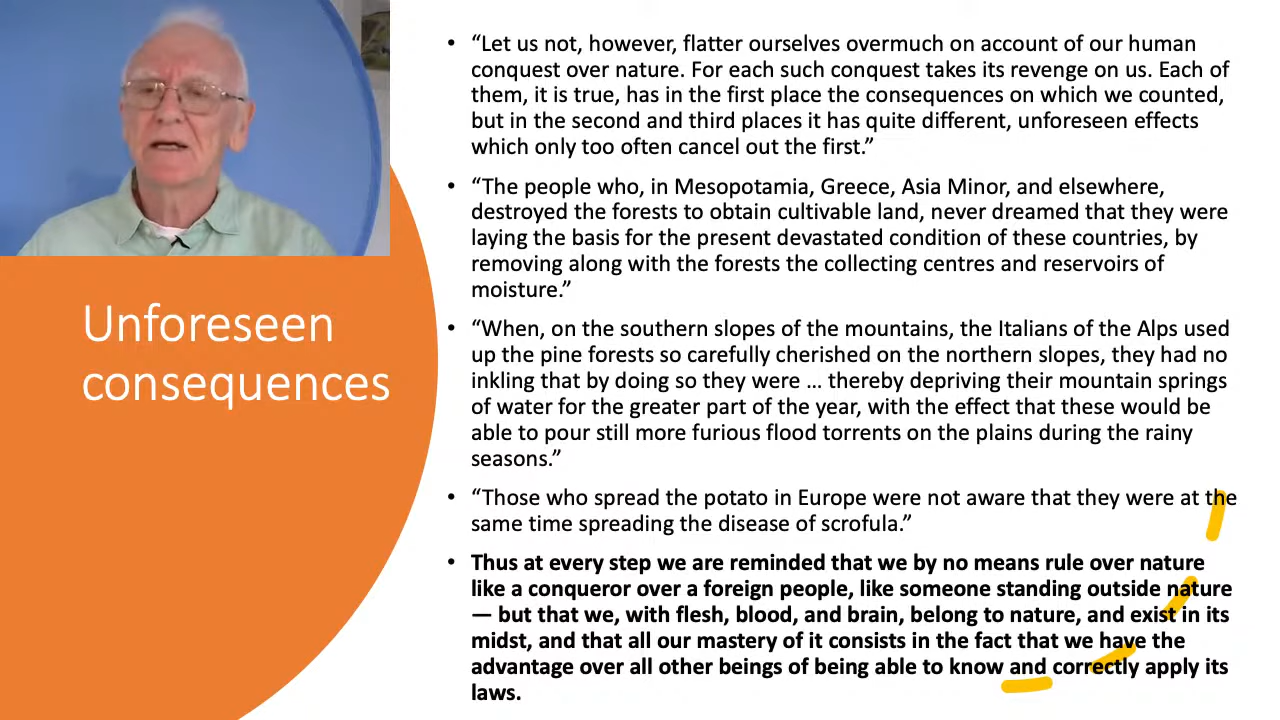 Unforeseen
consequences
• “Let us not, however, flatter ourselves overmuch on account of our human
conquest over nature. For each such conquest takes its revenge on us. Each of
them, it is true, has in the first place the consequences on which we counted,
but in the second and third places it has quite different, unforeseen effects
which only too often cancel out the first.”
• “The people who, in Mesopotamia, Greece, Asia Minor, and elsewhere,
destroyed the forests to obtain cultivable land, never dreamed that they were
laying the basis for the present devastated condition of these countries, by
removing along with the forests the collecting centres and reservoirs of
moisture.”
• “When, on the southern slopes of the mountains, the Italians of the Alps used
up the pine forests so carefully cherished on the northern slopes, they had no
inkling that by doing so they were … thereby depriving their mountain springs
of water for the greater part of the year, with the effect that these would be
able to pour still more furious flood torrents on the plains during the rainy
seasons.”
• “Those who spread the potato in Europe were not aware that they were at the
same time spreading the disease of scrofula.”
• Thus at every step we are reminded that we by no means rule over nature
like a conqueror over a foreign people, like someone standing outside nature
— but that we, with flesh, blood, and brain, belong to nature, and exist in its
midst, and that all our mastery of it consists in the fact that we have the
advantage over all other beings of being able to know and correctly apply its
laws.